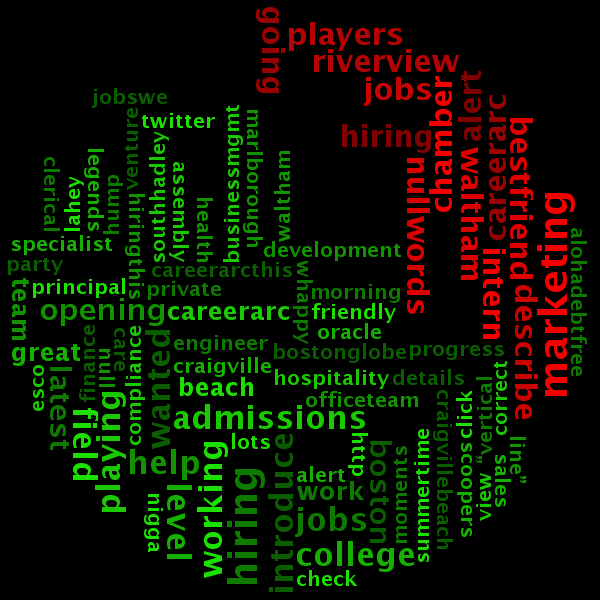 going
players
riverview
jobs
jobswe
twitter
hiring
chamber
alert
careerarc
marlborough
businessmgmt
venture
legends
clerical
lahey
hump
southhadley
assembly
health
waltham
nullwords
waltham
bestfriend
marketing
alohadebtfree
specialist
hiringthis
development
party
careerarcthis
whappy
intern
describe
team
principal
private
morning
opening
careerarc
friendly
oracle
great
finance
care
engineer
bostonglobe
progress
esco
latest
null
compliance
wanted
craigville
beach
hospitality
details
correct
vertical
officeteam
admissions
craigvillebeach
click
field
playing
help
working
lots
http
boston
moments
summertime
serpdocs
view “
sales
line”
nigga
level
hiring
introduce
alert
work
jobs
college
check